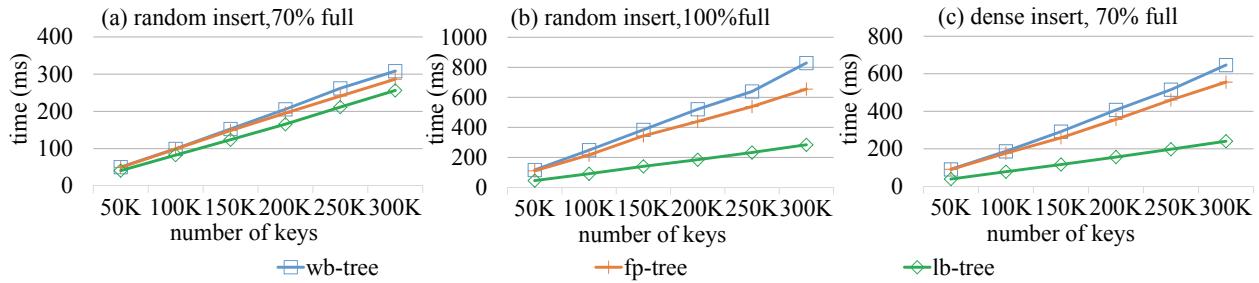 (a) random insert,70% full
time (ms)
400
300
200
100
0
50K 100K 150K 200K 250K 300K
number of keys
(b) random insert,100%full
time (ms)
1000
800
600
400
200
0
50K 100K 150K 200K 250K 300K
number of keys
(c) dense insert, 70% full
time (ms)
800
600
400
200
0
50K 100K 150K 200K 250K 300K
number of keys
wb-tree fp-tree lb-tree